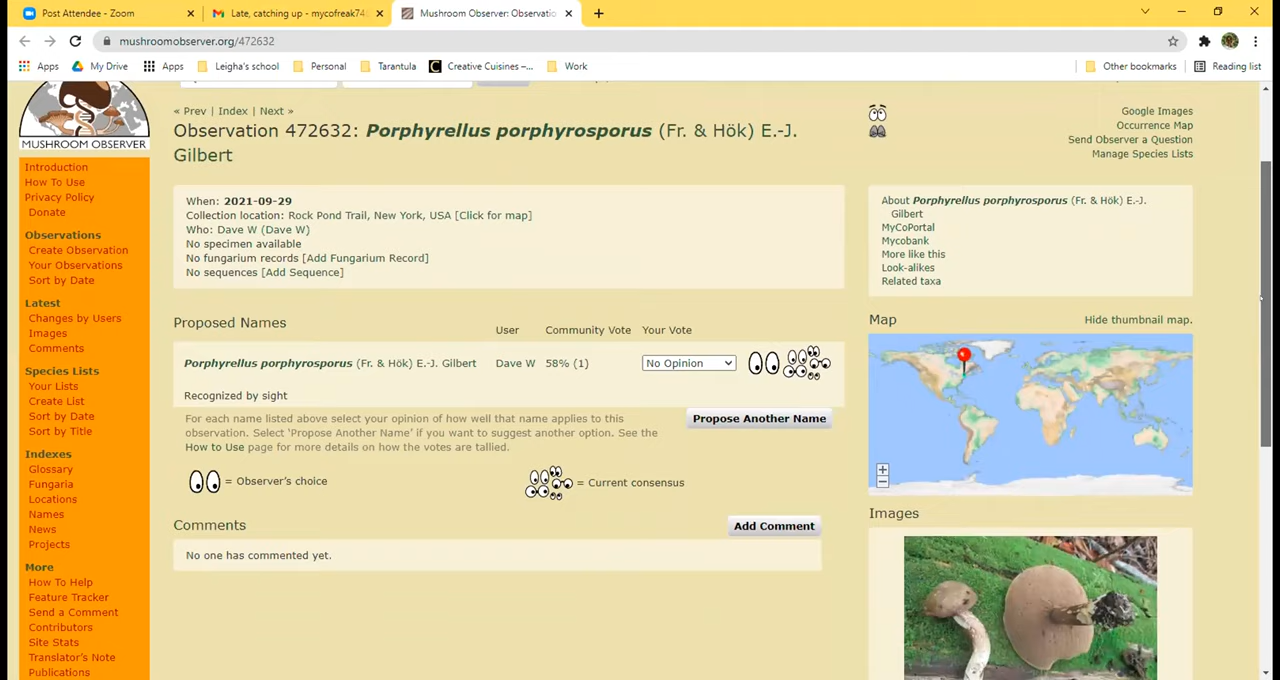 Post Attendee - Zoom
Late, catching up - mycofreak74
Mushroom Observer: Observatio
mushroomobserver.org/472632
Apps
My Drive
Apps
Leigha's school
Personal
Tarantula
Creative Cuisines –...
Work
Other bookmarks
Reading list
MUSHROOM OBSERVER
Introduction
How To Use
Privacy Policy
Donate
Observations
Create Observation
Your Observations
Sort by Date
Latest
Changes by Users
Images
Comments
Species Lists
Your Lists
Create List
Sort by Date
Sort by Title
Indexes
Glossary
Fungaria
Locations
Names
News
Projects
More
How To Help
Feature Tracker
Send a Comment
Contributors
Site Stats
Translator's Note
Publications
« Prev | Index | Next »
Observation 472632: Porphyrellus porphyrosporus (Fr. & Hök) E.-J.
Gilbert
When: 2021-09-29
Collection location: Rock Pond Trail, New York, USA [Click for map]
Who: Dave W (Dave W)
No specimen available
No fungarium records [Add Fungarium Record]
No sequences [Add Sequence]
Proposed Names
User
Community Vote
Your Vote
Porphyrellus porphyrosporus (Fr. & Hök) E.-J. Gilbert
Dave W
58% (1)
No Opinion
Recognized by sight
For each name listed above select your opinion of how well that name applies to this
observation. Select ‘Propose Another Name’ if you want to suggest another option. See the
How to Use page for more details on how the votes are tallied.
Propose Another Name
= Observer’s choice
= Current consensus
Comments
Add Comment
No one has commented yet.
Google Images
Occurrence Map
Send Observer a Question
Manage Species Lists
About Porphyrellus porphyrosporus (Fr. & Hök) E.-J.
Gilbert
MyCoPortal
Mycobank
More like this
Look-alikes
Related taxa
Map
Hide thumbnail map.
Images